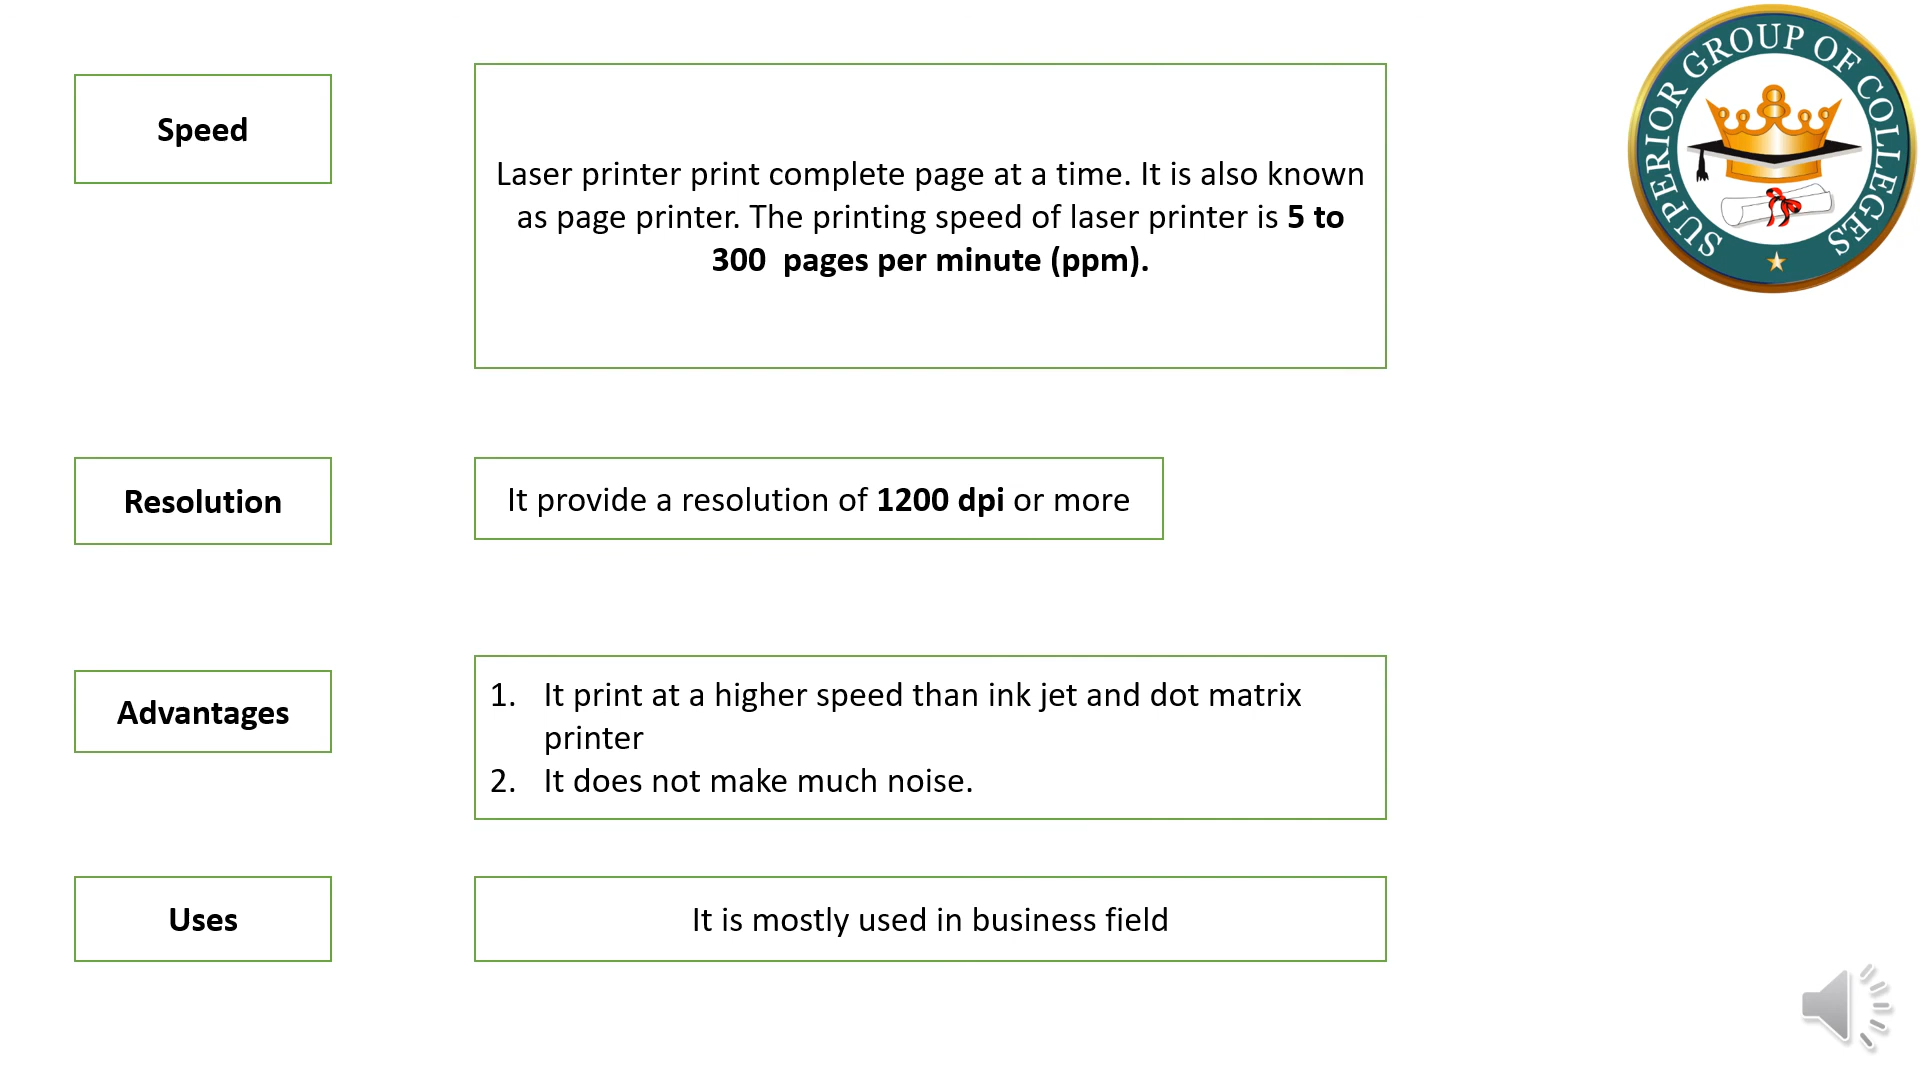 Speed
Laser printer print complete page at a time. It is also known
as page printer. The printing speed of laser printer is 5 to
300  pages per minute (ppm).
SUPERIOR GROUP OF COLLEGES
Resolution
It provide a resolution of 1200 dpi or more
Advantages
1. It print at a higher speed than ink jet and dot matrix
printer
2. It does not make much noise.
Uses
It is mostly used in business field